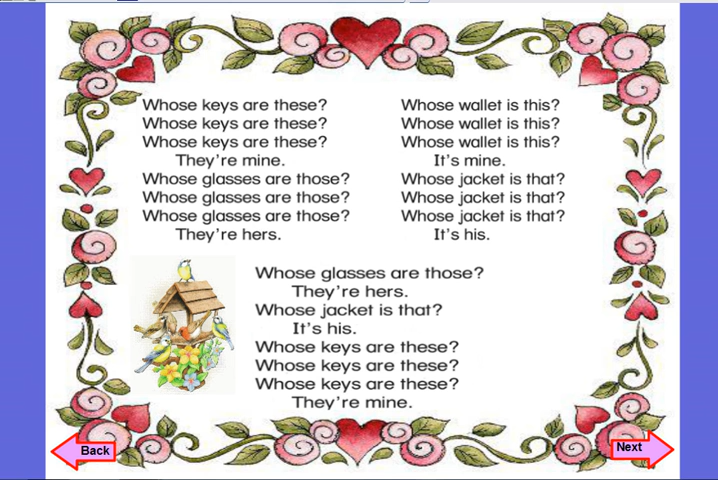 Whose keys are these?
Whose keys are these?
Whose keys are these?
They're mine.
Whose glasses are those?
Whose glasses are those?
Whose glasses are those?
They're hers.
Whose wallet is this?
Whose wallet is this?
Whose wallet is this?
It's mine.
Whose jacket is that?
Whose jacket is that?
Whose jacket is that?
It's his.
Whose glasses are those?
They're hers.
Whose jacket is that?
It's his.
Whose keys are these?
Whose keys are these?
Whose keys are these?
They're mine.
Back
Next